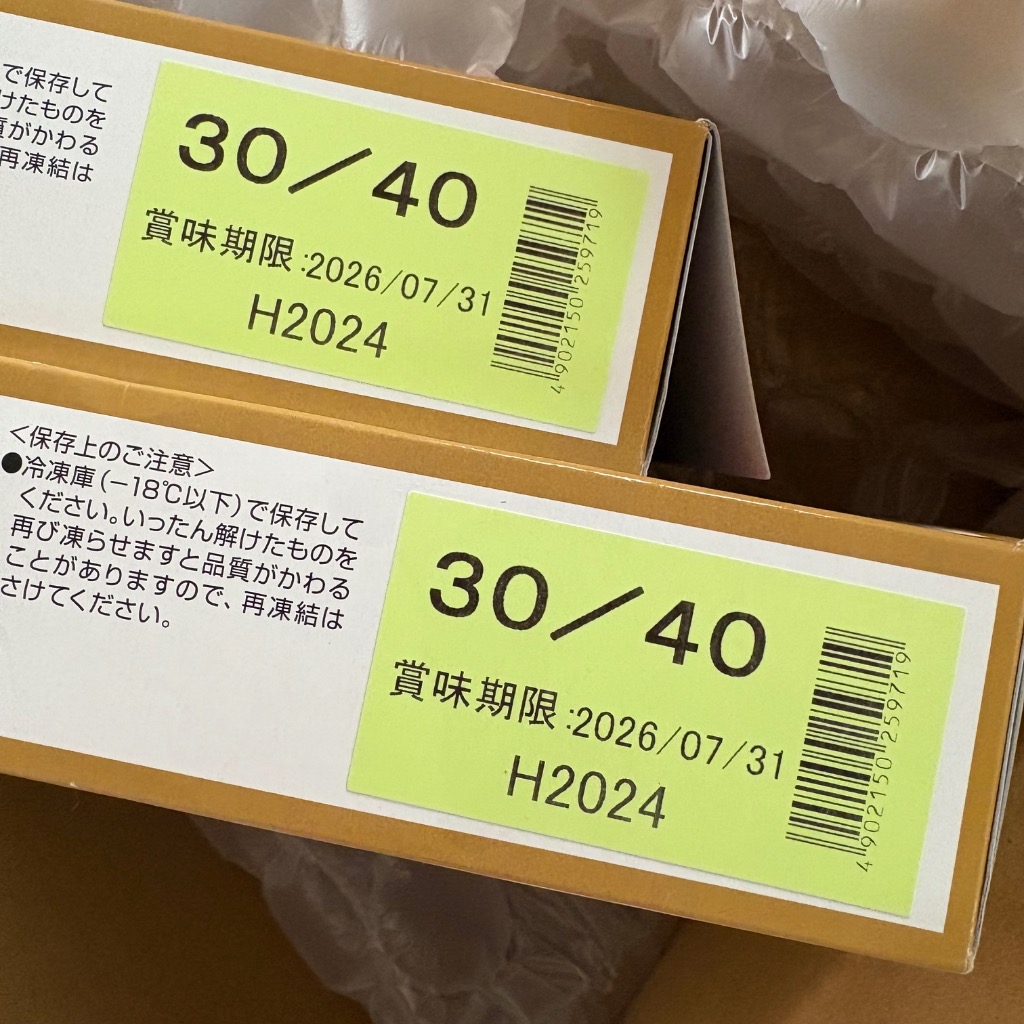 で保存して
けたものを
質がかわる
再凍結は
30／40
賞味期限:2026/07/31
H2024
4902150259719
＜保存上のご注意＞
●冷凍庫（－18℃以下）で保存して
ください。いったん解けたものを
再び凍らせますと品質がかわる
ことがありますので、再凍結は
さけてください。
30／40
賞味期限:2026/07/31
H2024
4902150259719